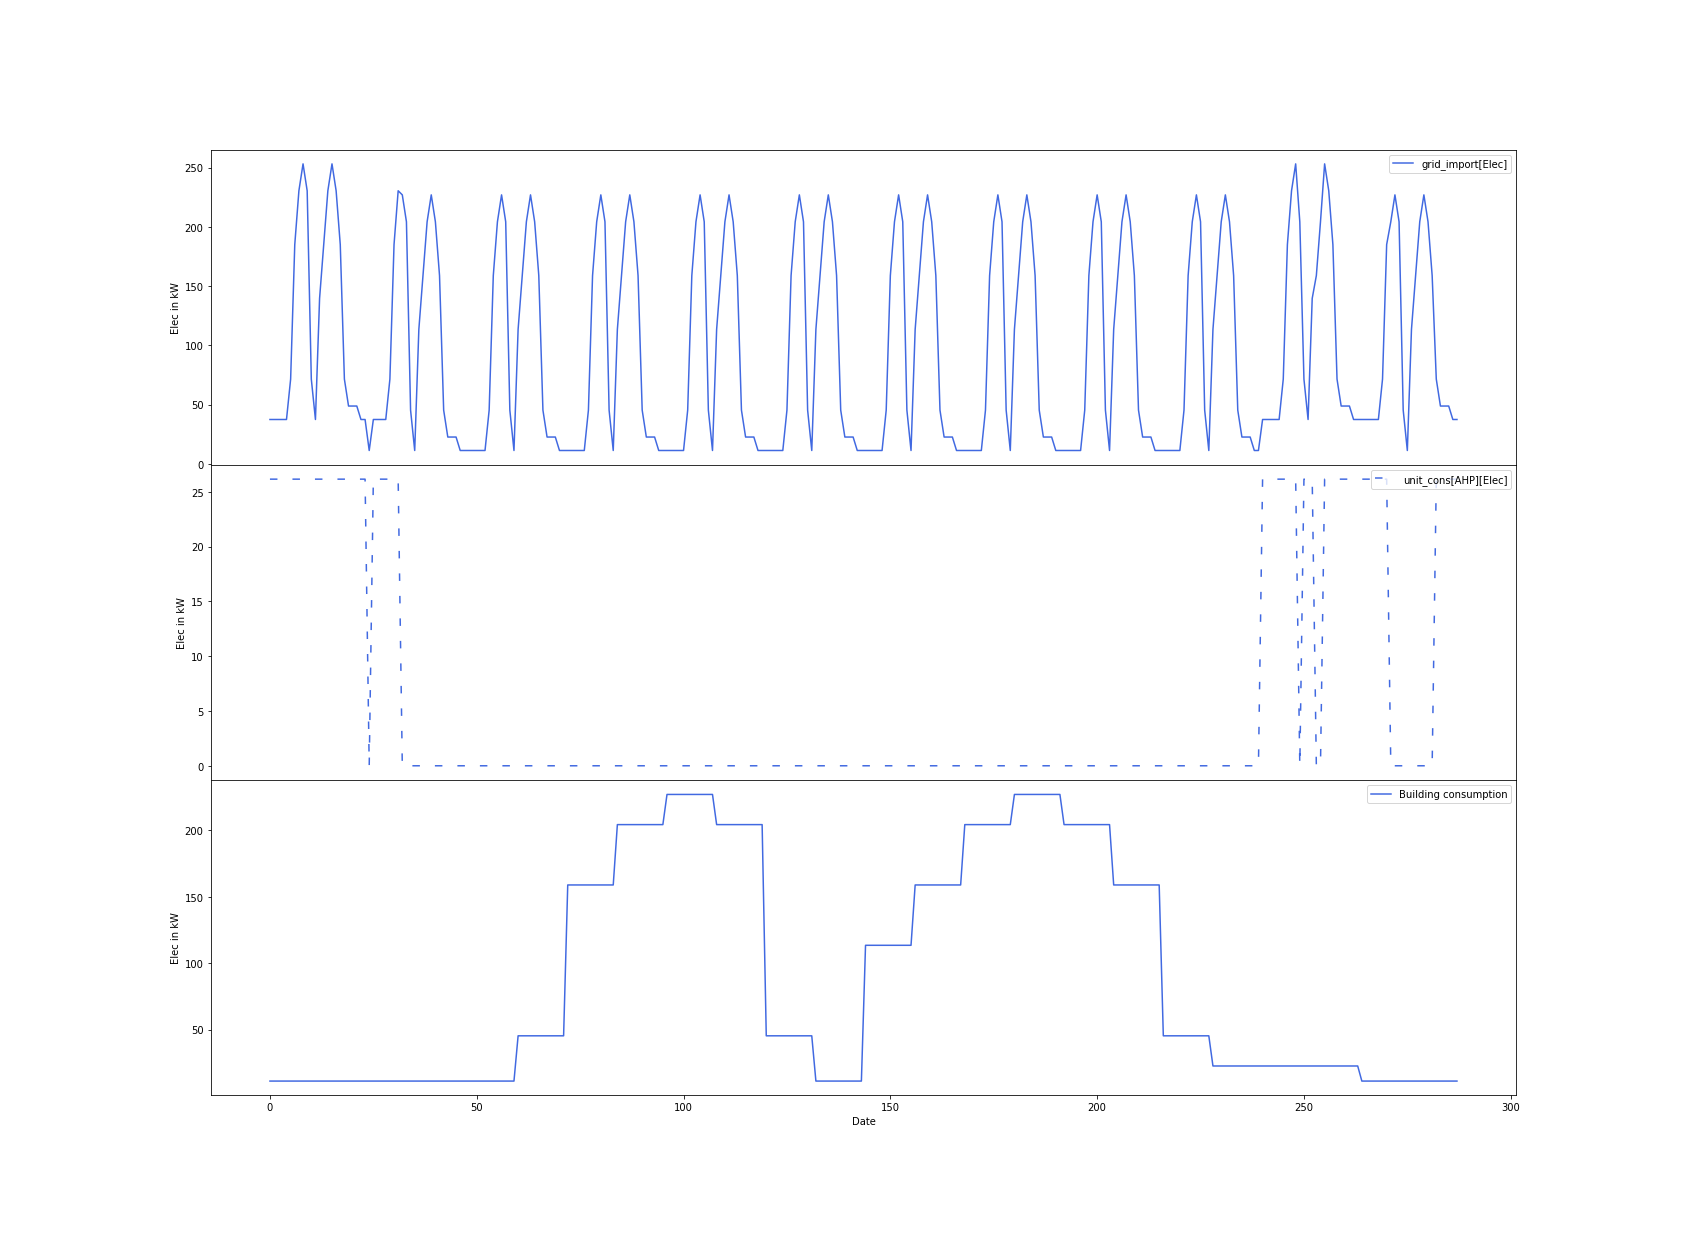 250
200
150
100
50
0
Elec in kW
grid_import[Elec]
25
20
15
10
5
0
Elec in kW
unit_cons[AHP][Elec]
200
150
100
50
Elec in kW
Building consumption
0 50 100 150 200 250 300
Date